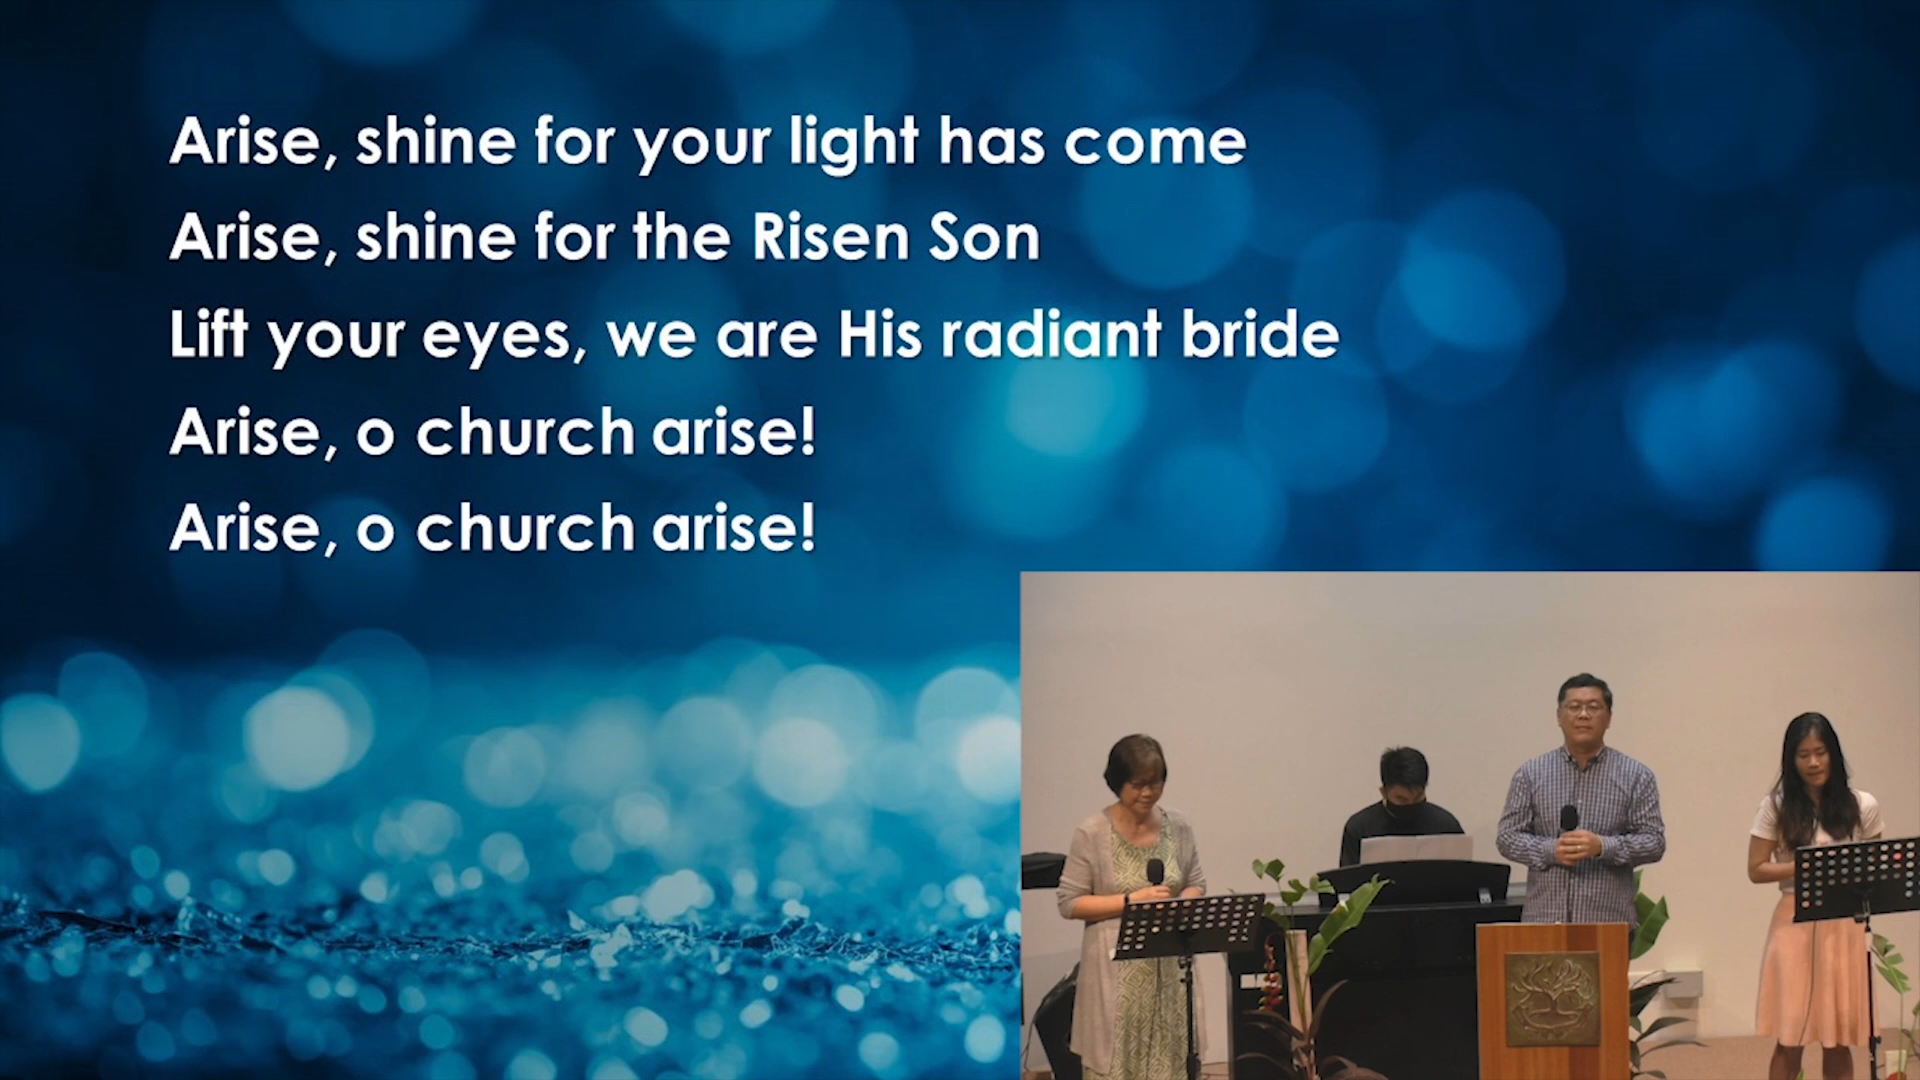 Arise, shine for your light has come
Arise, shine for the Risen Son
Lift your eyes, we are His radiant bride
Arise, o church arise!
Arise, o church arise!